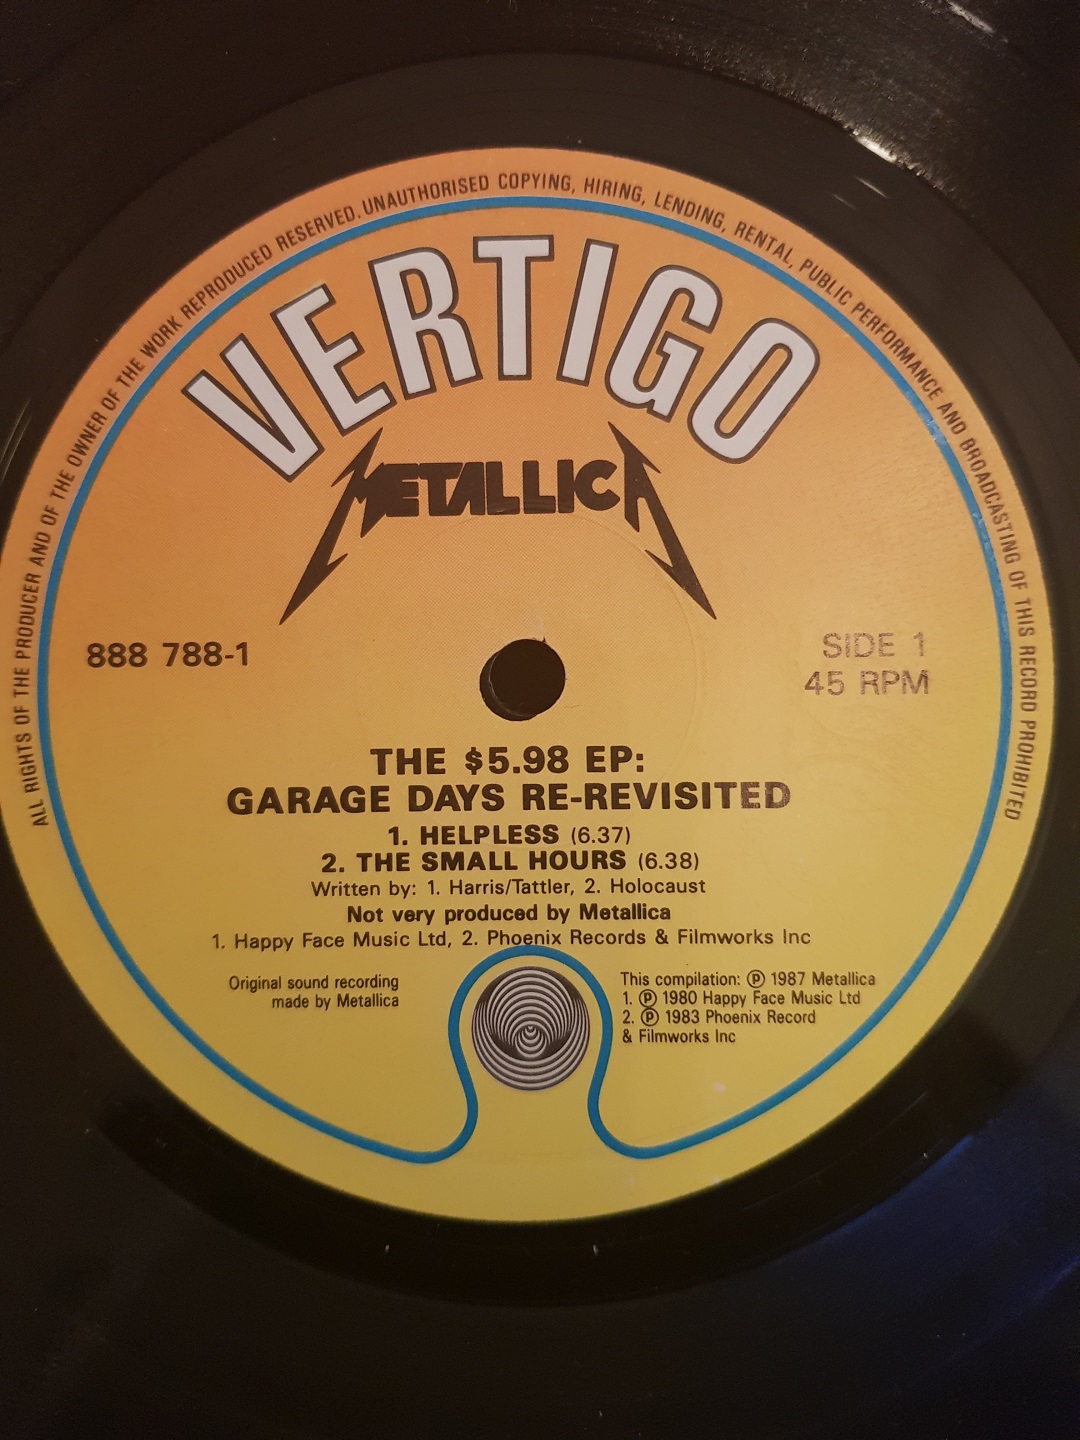 ALL RIGHTS OF THE PRODUCER AND OF THE OWNER OF THE WORK REPRODUCED RESERVED. UNAUTHORISED COPYING, HIRING, LENDING, RENTAL, PUBLIC PERFORMANCE AND BROADCASTING OF THIS RECORD PROHIBITED
VERTIGO
METALLICA
888 788-1
SIDE 1
45 RPM
THE $5.98 EP:
GARAGE DAYS RE-REVISITED
1. HELPLESS (6.37)
2. THE SMALL HOURS (6.38)
Written by: 1. Harris/Tattler, 2. Holocaust
Not very produced by Metallica
1. Happy Face Music Ltd, 2. Phoenix Records & Filmworks Inc
Original sound recording
made by Metallica
This compilation: ℗ 1987 Metallica
1. ℗ 1980 Happy Face Music Ltd
2. ℗ 1983 Phoenix Record
& Filmworks Inc